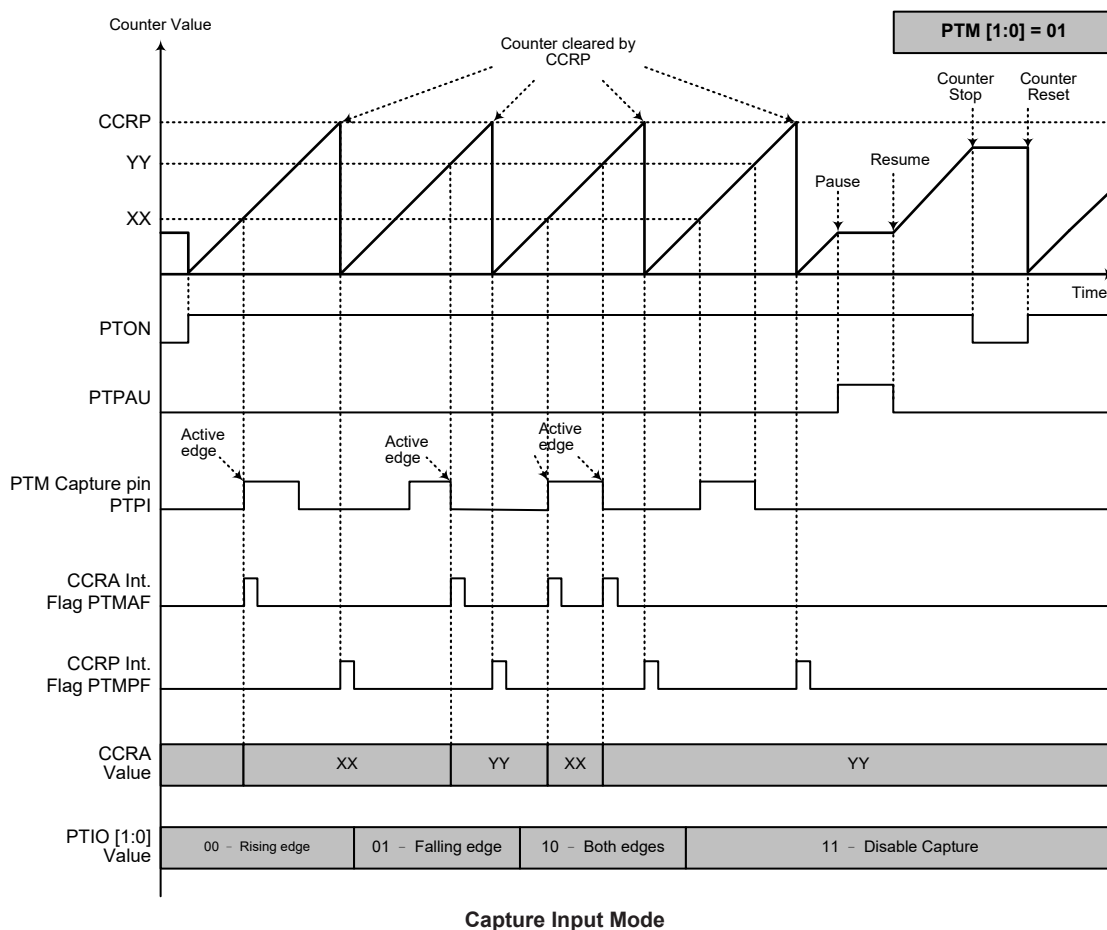 Counter Value
PTM [1:0] = 01
Counter cleared by
CCRP
Counter
Stop
Counter
Reset
CCRP
YY
XX
Pause
Resume
Time
PTON
PTPAU
Active
edge
Active
edge
Active
edge
PTM Capture pin
PTPI
CCRA Int.
Flag PTMAF
CCRP Int.
Flag PTMPF
CCRA
Value
XX
YY
XX
YY
PTIO [1:0]
Value
00 - Rising edge
01 - Falling edge
10 - Both edges
11 - Disable Capture
Capture Input Mode